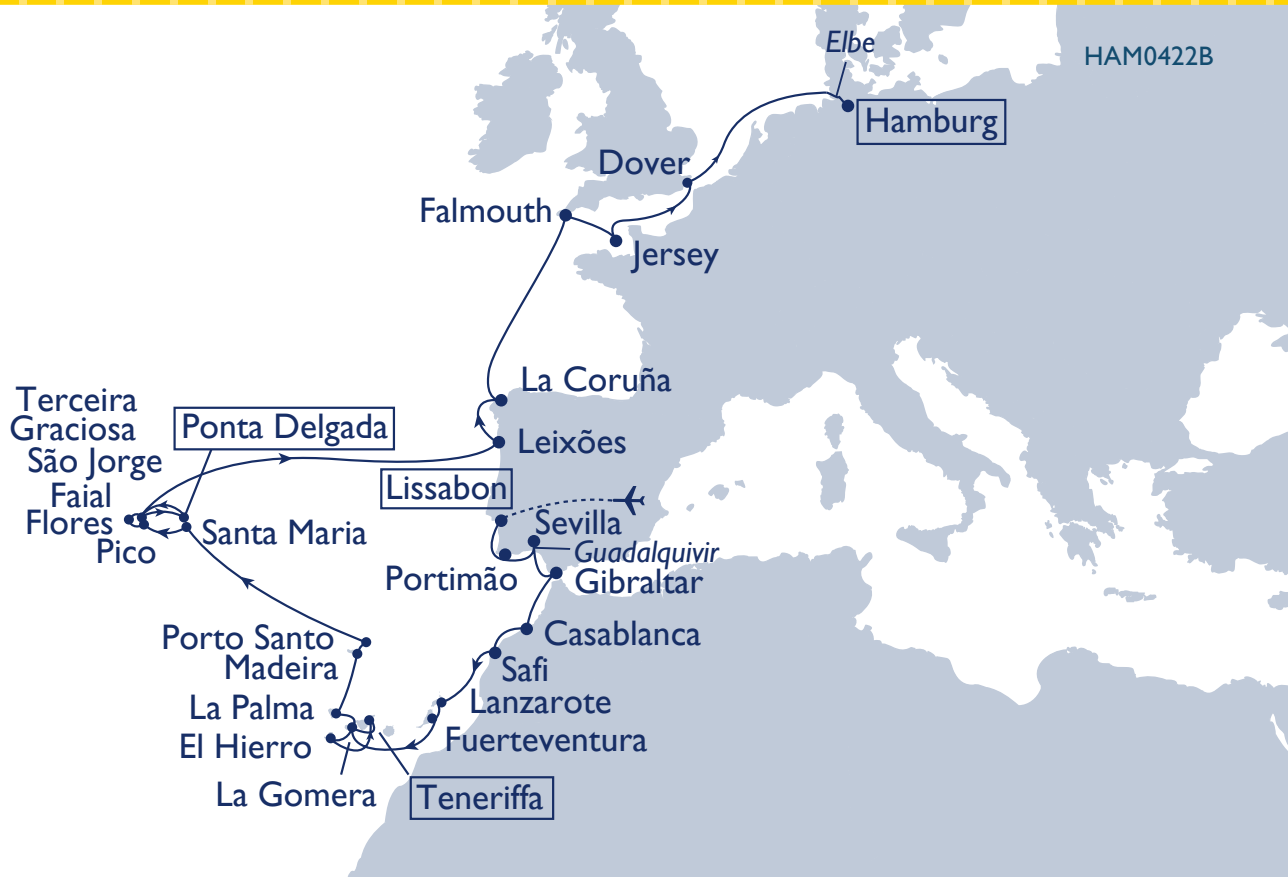 Elbe
HAM0422B
Hamburg
Dover
Falmouth
Jersey
La Coruña
Terceira
Graciosa
São Jorge
Faial
Flores
Pico
Ponta Delgada
Santa Maria
Leixões
Lissabon
Sevilla
Guadalquivir
Portimão
Gibraltar
Casablanca
Safi
Porto Santo
Madeira
La Palma
El Hierro
La Gomera
Lanzarote
Fuerteventura
Teneriffa